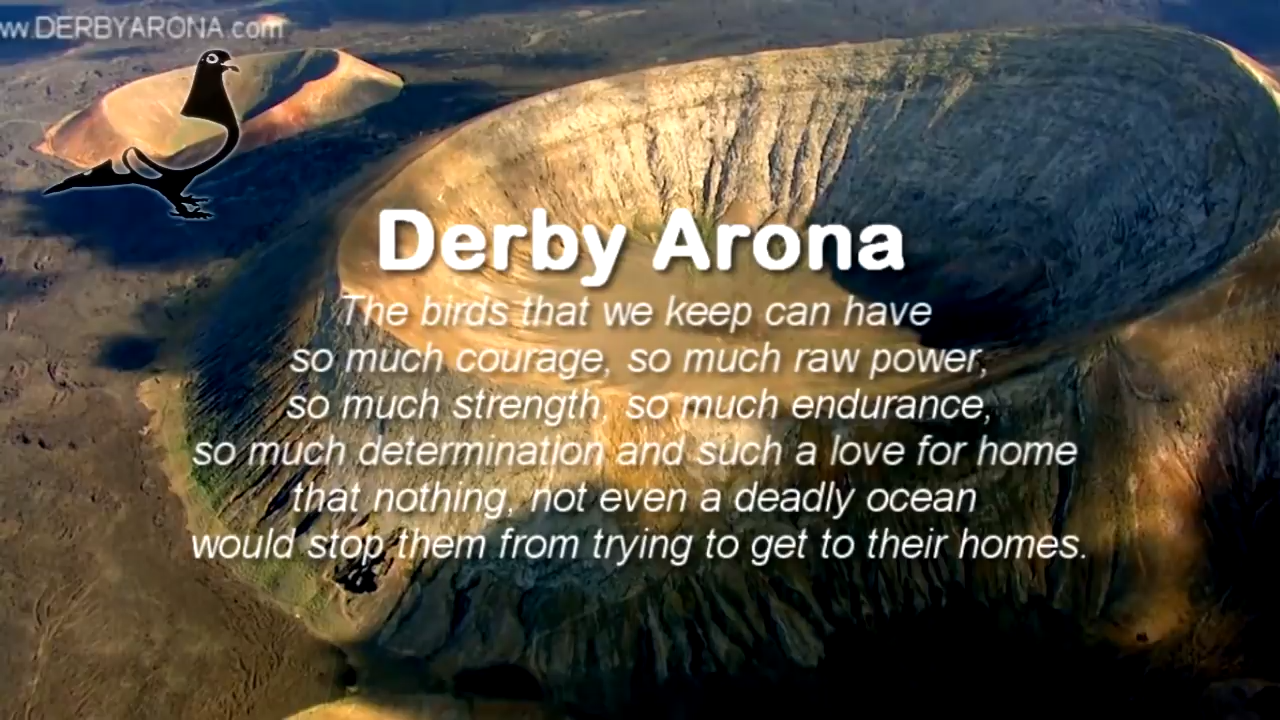 www.DERBYARONA.com
Derby Arona
The birds that we keep can have
so much courage, so much raw power,
so much strength, so much endurance,
so much determination and such a love for home
that nothing, not even a deadly ocean
would stop them from trying to get to their homes.